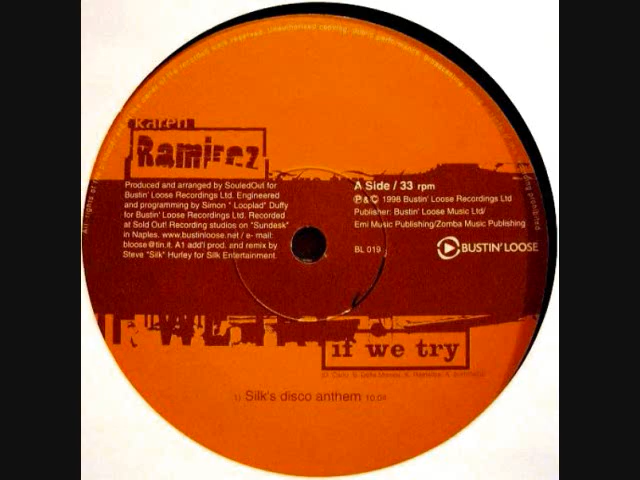 Karen
Ramirez
Produced and arranged by SouledOut for
Bustin' Loose Recordings Ltd. Engineered
and programmed by Simon " Looplad" Duffy
for Bustin' Loose Recordings Ltd. Recorded
at Sold Out! Recording studios on "Sundesk"
in Naples. www.bustinloose.net / e- mail:
bloose@tin.it. A1 add'l prod. and remix by
Steve "Silk" Hurley for Silk Entertainment.
A Side / 33 rpm
℗ & © 1998 Bustin' Loose Recordings Ltd
Publisher: Bustin' Loose Music Ltd/
Emi Music Publishing/Zomba Music Publishing
BL 019
BUSTIN' LOOSE
if we try
1) Silk's disco anthem 10.04